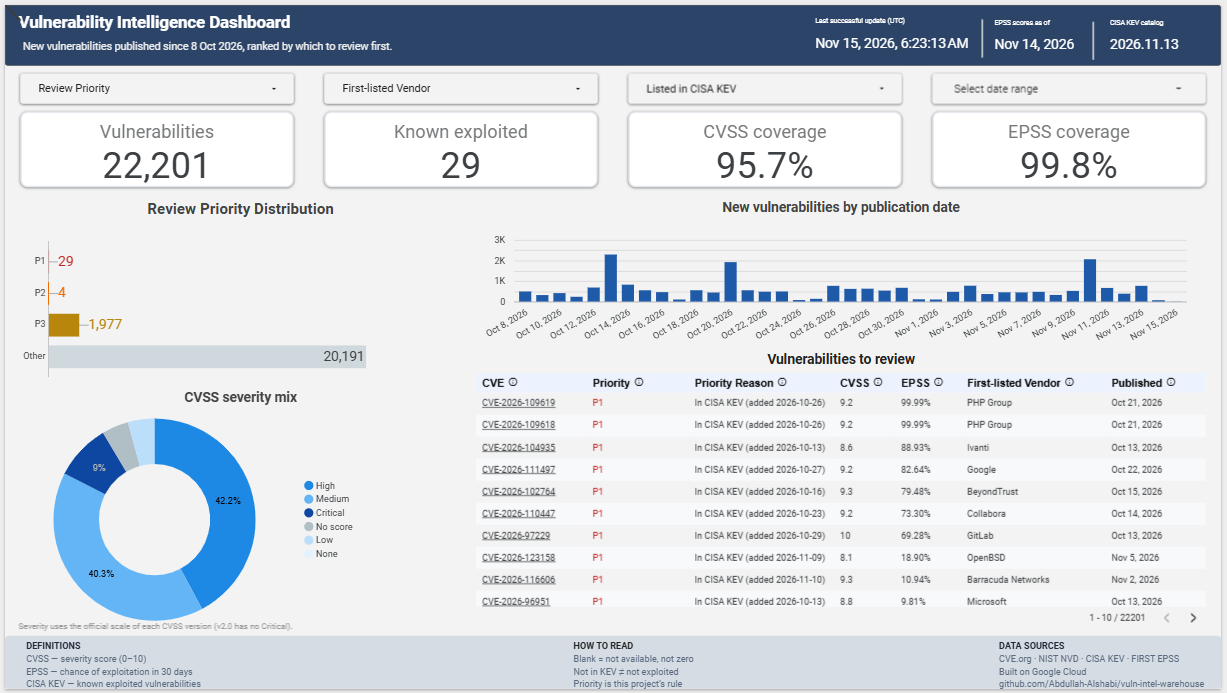 Vulnerability Intelligence Dashboard
New vulnerabilities published since 8 Oct 2026, ranked by which to review first.
Last successful update (UTC)
Nov 15, 2026, 6:23:13 AM
EPSS scores as of
Nov 14, 2026
CISA KEV catalog
2026.11.13
Review Priority
First-listed Vendor
Listed in CISA KEV
Select date range
Vulnerabilities
22,201
Known exploited
29
CVSS coverage
95.7%
EPSS coverage
99.8%
Review Priority Distribution
P1
29
P2
4
P3
1,977
Other
20,191
New vulnerabilities by publication date
3K
2K
1K
0
Oct 8, 2026
Oct 10, 2026
Oct 12, 2026
Oct 14, 2026
Oct 16, 2026
Oct 18, 2026
Oct 20, 2026
Oct 22, 2026
Oct 24, 2026
Oct 26, 2026
Oct 28, 2026
Oct 30, 2026
Nov 1, 2026
Nov 3, 2026
Nov 5, 2026
Nov 7, 2026
Nov 9, 2026
Nov 11, 2026
Nov 13, 2026
Nov 15, 2026
CVSS severity mix
9%
42.2%
40.3%
High
Medium
Critical
No score
Low
None
Severity uses the official scale of each CVSS version (v2.0 has no Critical).
Vulnerabilities to review
CVE Priority Priority Reason CVSS EPSS First-listed Vendor Published
CVE-2026-109619 P1 In CISA KEV (added 2026-10-26) 9.2 99.99% PHP Group Oct 21, 2026
CVE-2026-109618 P1 In CISA KEV (added 2026-10-26) 9.2 99.99% PHP Group Oct 21, 2026
CVE-2026-104935 P1 In CISA KEV (added 2026-10-13) 8.6 88.93% Ivanti Oct 13, 2026
CVE-2026-111497 P1 In CISA KEV (added 2026-10-27) 9.2 82.64% Google Oct 22, 2026
CVE-2026-102764 P1 In CISA KEV (added 2026-10-16) 9.3 79.48% BeyondTrust Oct 15, 2026
CVE-2026-110447 P1 In CISA KEV (added 2026-10-23) 9.2 73.30% Collabora Oct 14, 2026
CVE-2026-97229 P1 In CISA KEV (added 2026-10-29) 10 69.28% GitLab Oct 13, 2026
CVE-2026-123158 P1 In CISA KEV (added 2026-11-09) 8.1 18.90% OpenBSD Nov 5, 2026
CVE-2026-116606 P1 In CISA KEV (added 2026-11-10) 9.3 10.94% Barracuda Networks Nov 2, 2026
CVE-2026-96951 P1 In CISA KEV (added 2026-10-13) 8.8 9.81% Microsoft Oct 13, 2026
1 - 10 / 22201
DEFINITIONS
CVSS — severity score (0–10)
EPSS — chance of exploitation in 30 days
CISA KEV — known exploited vulnerabilities
HOW TO READ
Blank = not available, not zero
Not in KEV ≠ not exploited
Priority is this project's rule
DATA SOURCES
CVE.org · NIST NVD · CISA KEV · FIRST EPSS
Built on Google Cloud
github.com/Abdullah-Alshabi/vuln-intel-warehouse